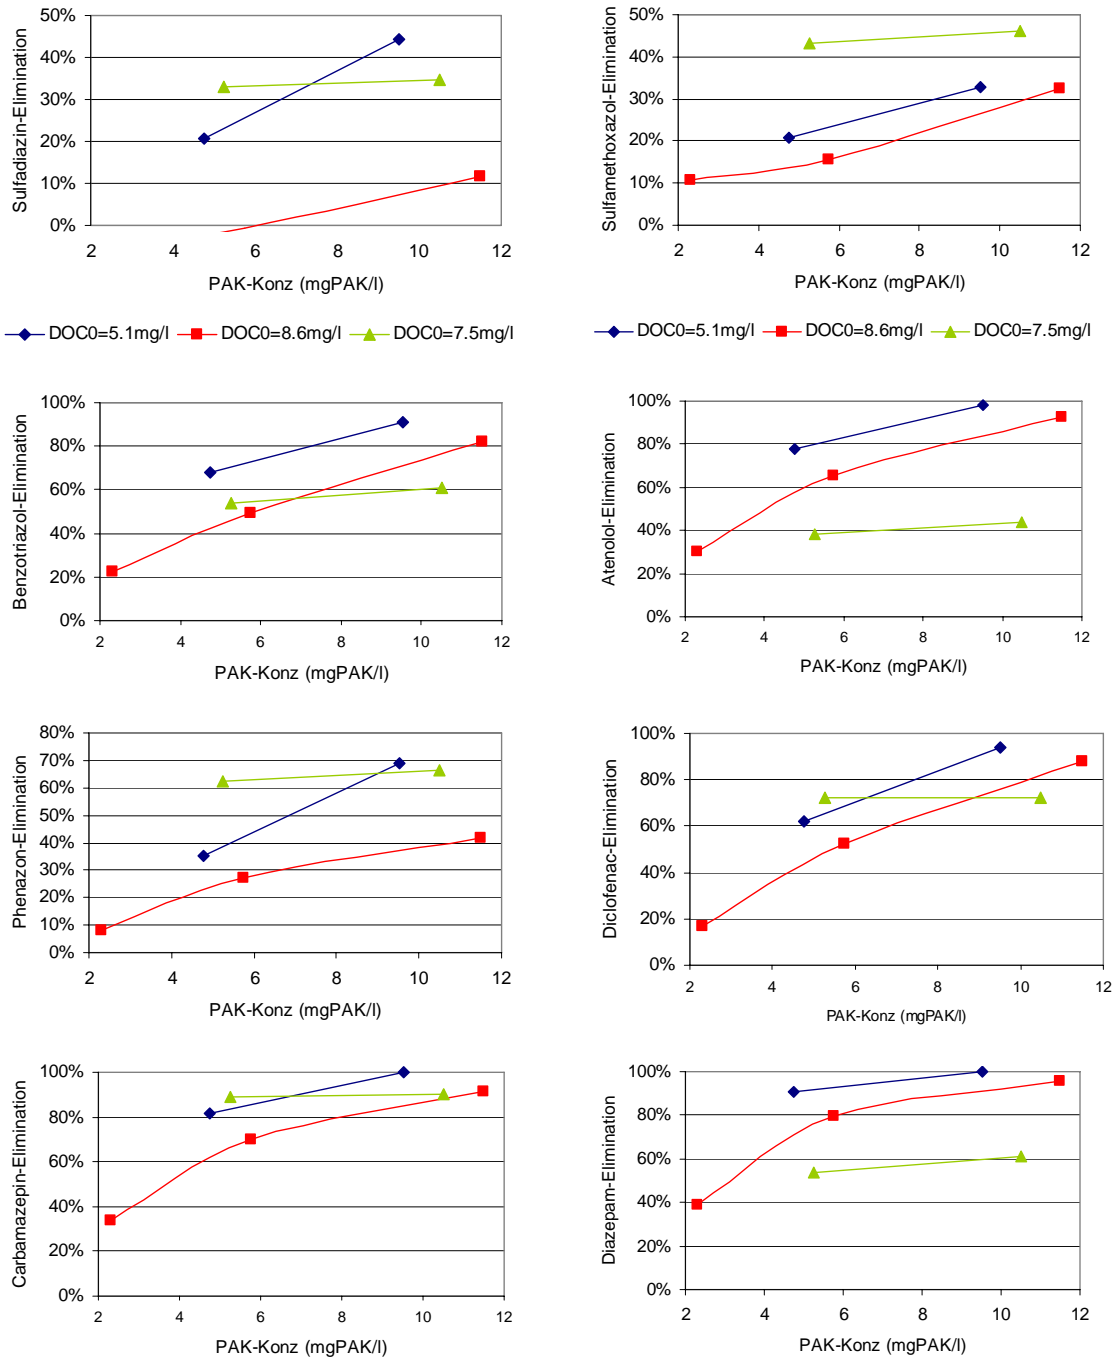 Sulfadiazin-Elimination
50%
40%
30%
20%
10%
0%
2 4 6 8 10 12
PAK-Konz (mgPAK/l)
Sulfamethoxazol-Elimination
50%
40%
30%
20%
10%
0%
2 4 6 8 10 12
PAK-Konz (mgPAK/l)
DOC0=5.1mg/l DOC0=8.6mg/l DOC0=7.5mg/l
DOC0=5.1mg/l DOC0=8.6mg/l DOC0=7.5mg/l
Benzotriazol-Elimination
100%
80%
60%
40%
20%
0%
2 4 6 8 10 12
PAK-Konz (mgPAK/l)
Atenolol-Elimination
100%
80%
60%
40%
20%
0%
2 4 6 8 10 12
PAK-Konz (mgPAK/l)
Phenazon-Elimination
80%
70%
60%
50%
40%
30%
20%
10%
0%
2 4 6 8 10 12
PAK-Konz (mgPAK/l)
Diclofenac-Elimination
100%
80%
60%
40%
20%
0%
2 4 6 8 10 12
PAK-Konz (mgPAK/l)
Carbamazepin-Elimination
100%
80%
60%
40%
20%
0%
2 4 6 8 10 12
PAK-Konz (mgPAK/l)
Diazepam-Elimination
100%
80%
60%
40%
20%
0%
2 4 6 8 10 12
PAK-Konz (mgPAK/l)